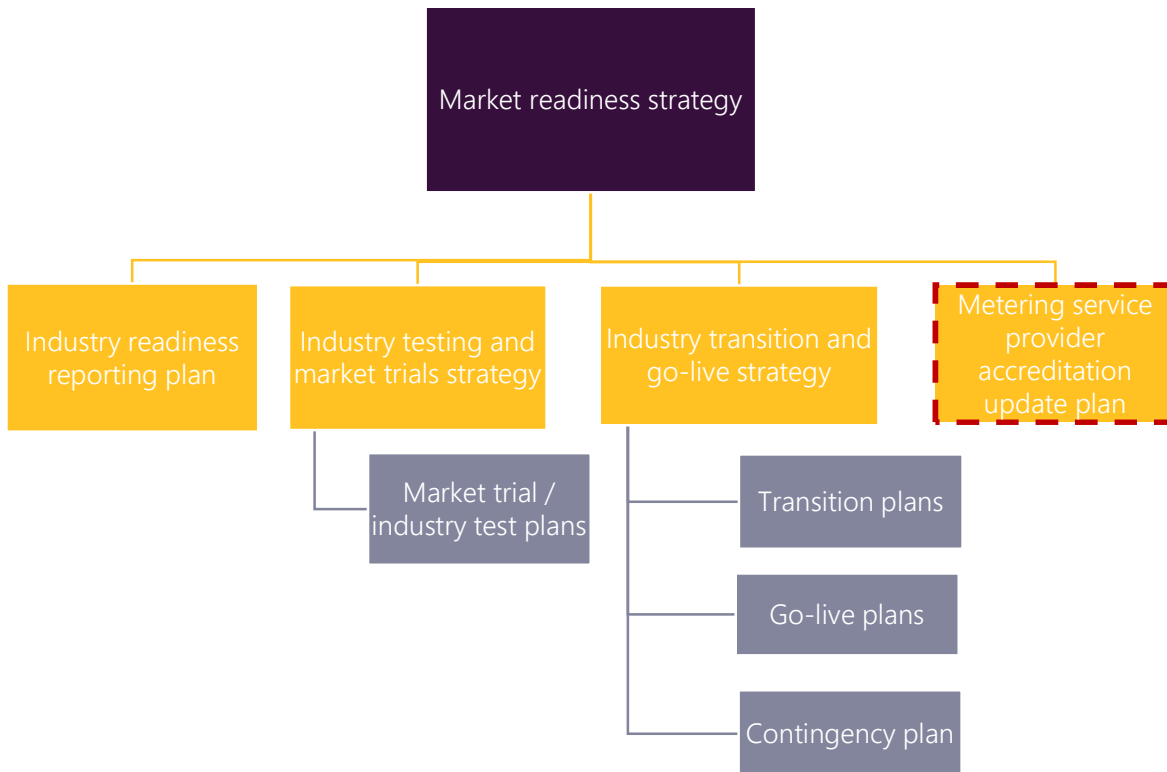 Market readiness strategy
Industry readiness
reporting plan
Industry testing and
market trials strategy
Industry transition and
go-live strategy
Metering service
provider
accreditation
update plan
Market trial /
industry test plans
Transition plans
Go-live plans
Contingency plan